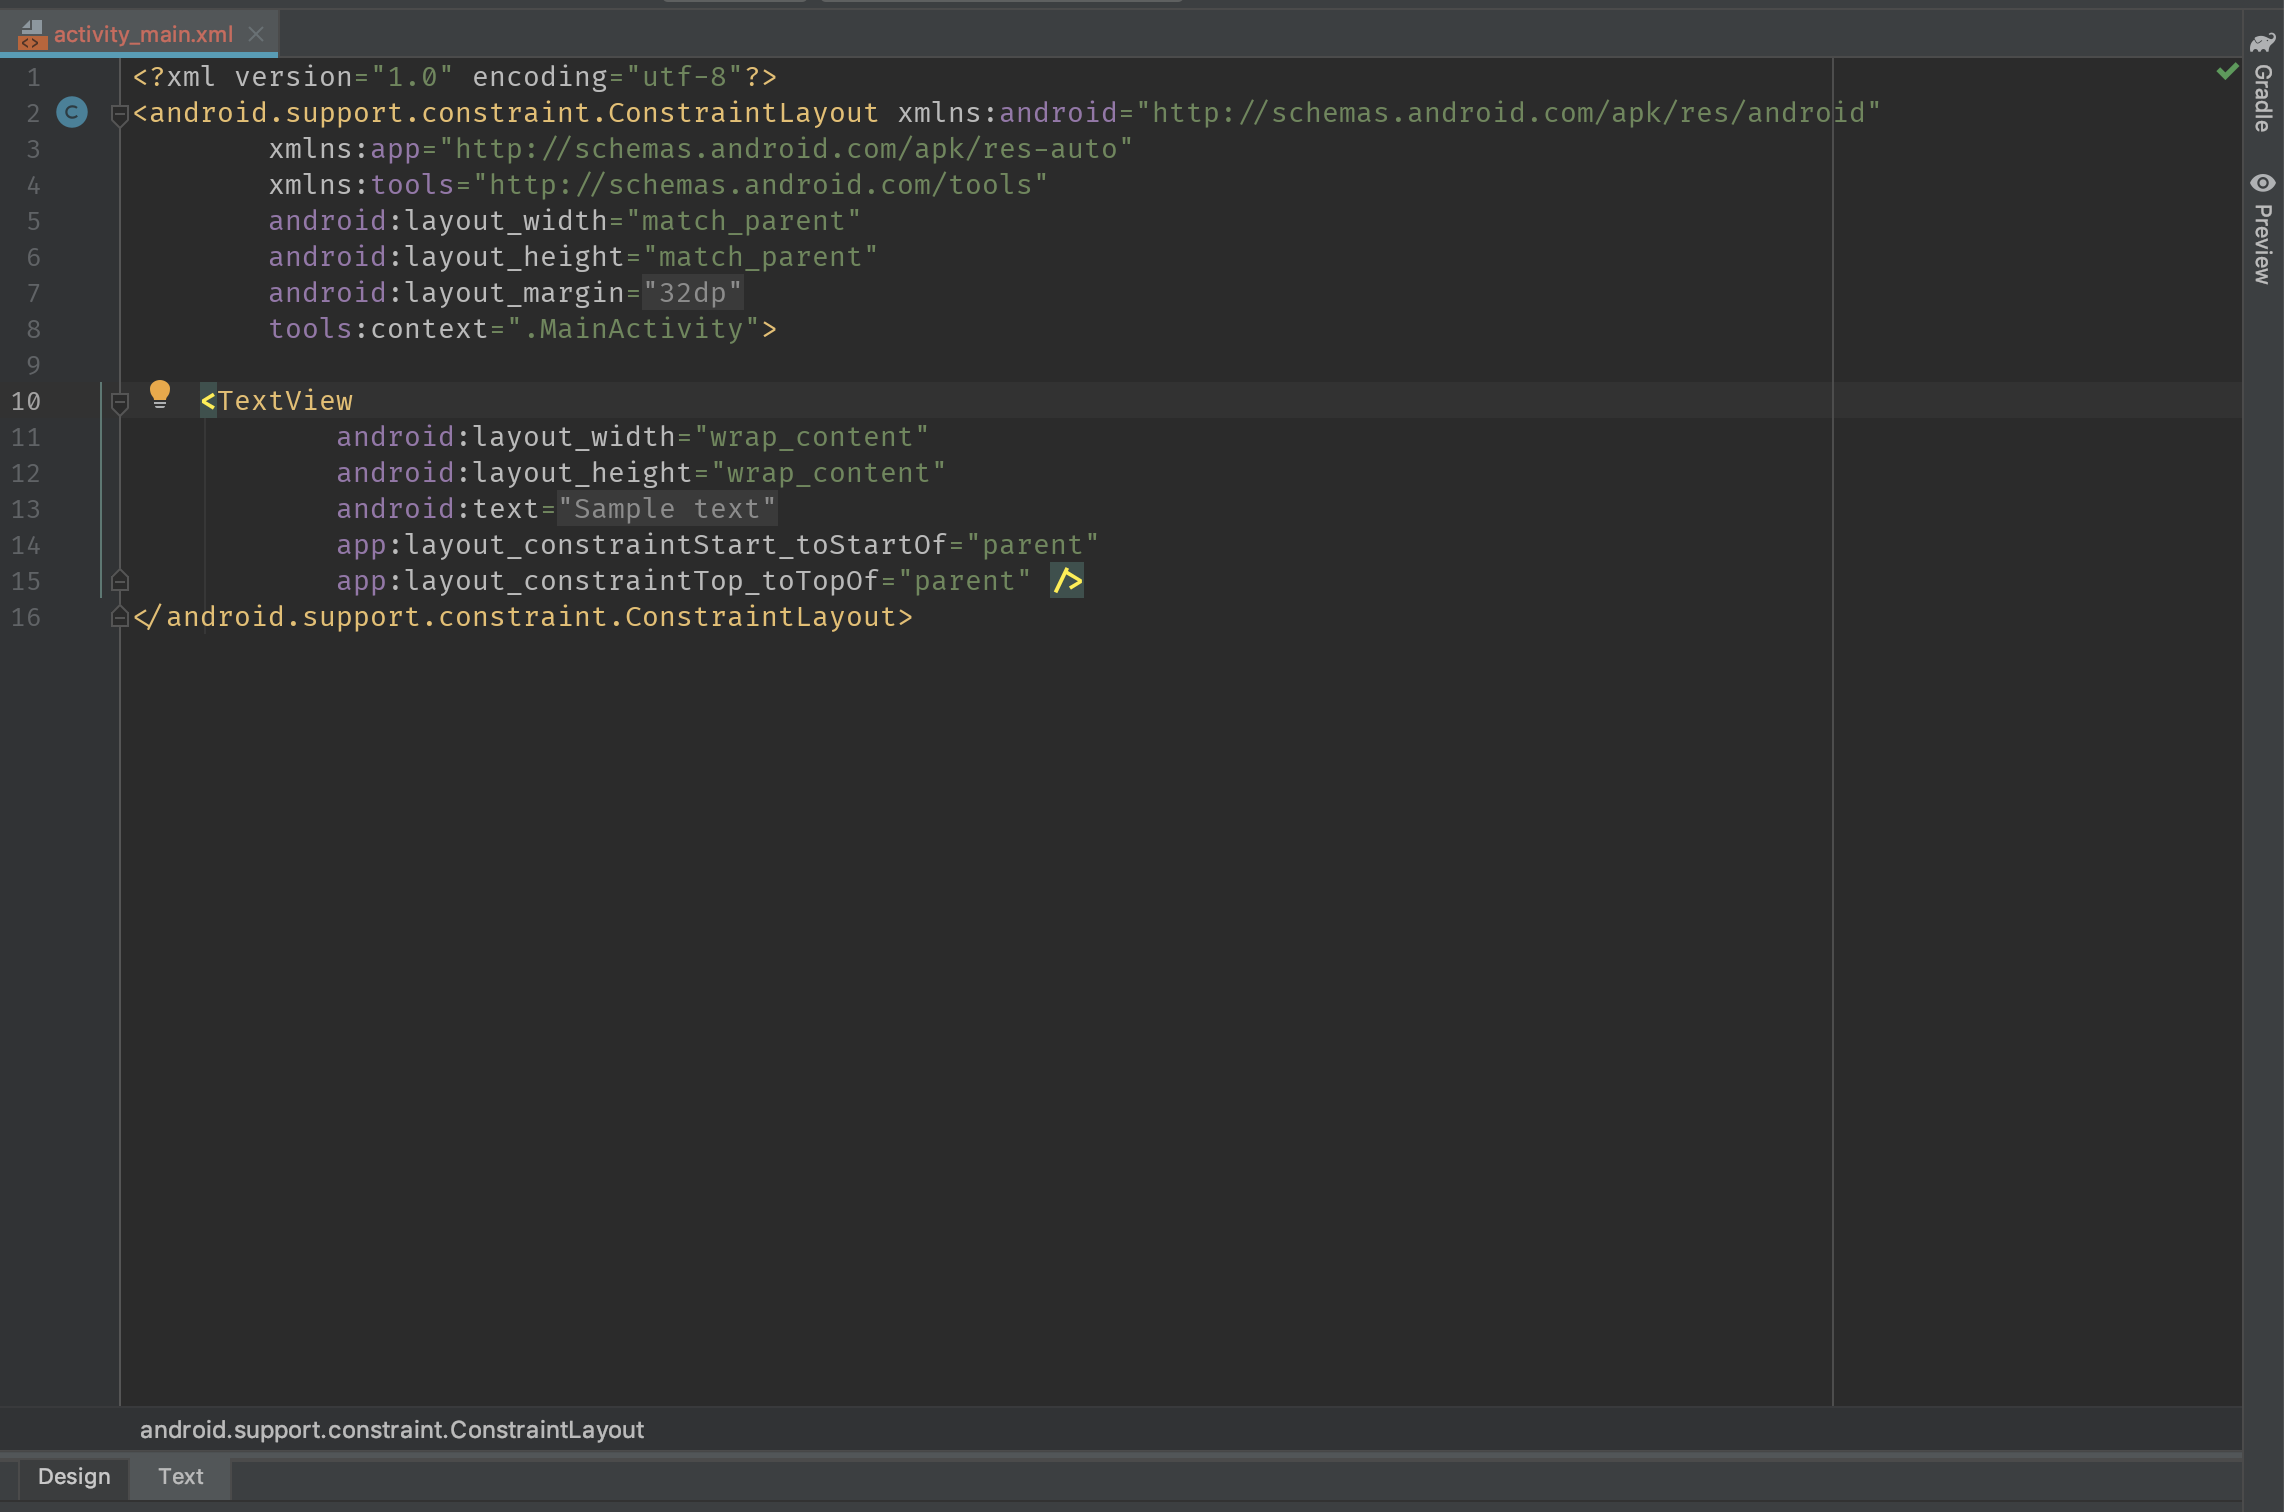 activity_main.xml
1 <?xml version="1.0" encoding="utf-8"?>
2 <android.support.constraint.ConstraintLayout xmlns:android="http://schemas.android.com/apk/res/android"
3 xmlns:app="http://schemas.android.com/apk/res-auto"
4 xmlns:tools="http://schemas.android.com/tools"
5 android:layout_width="match_parent"
6 android:layout_height="match_parent"
7 android:layout_margin="32dp"
8 tools:context=".MainActivity">
9
10 <TextView
11 android:layout_width="wrap_content"
12 android:layout_height="wrap_content"
13 android:text="Sample text"
14 app:layout_constraintStart_toStartOf="parent"
15 app:layout_constraintTop_toTopOf="parent" />
16 </android.support.constraint.ConstraintLayout>
android.support.constraint.ConstraintLayout
Design Text
Gradle
Preview